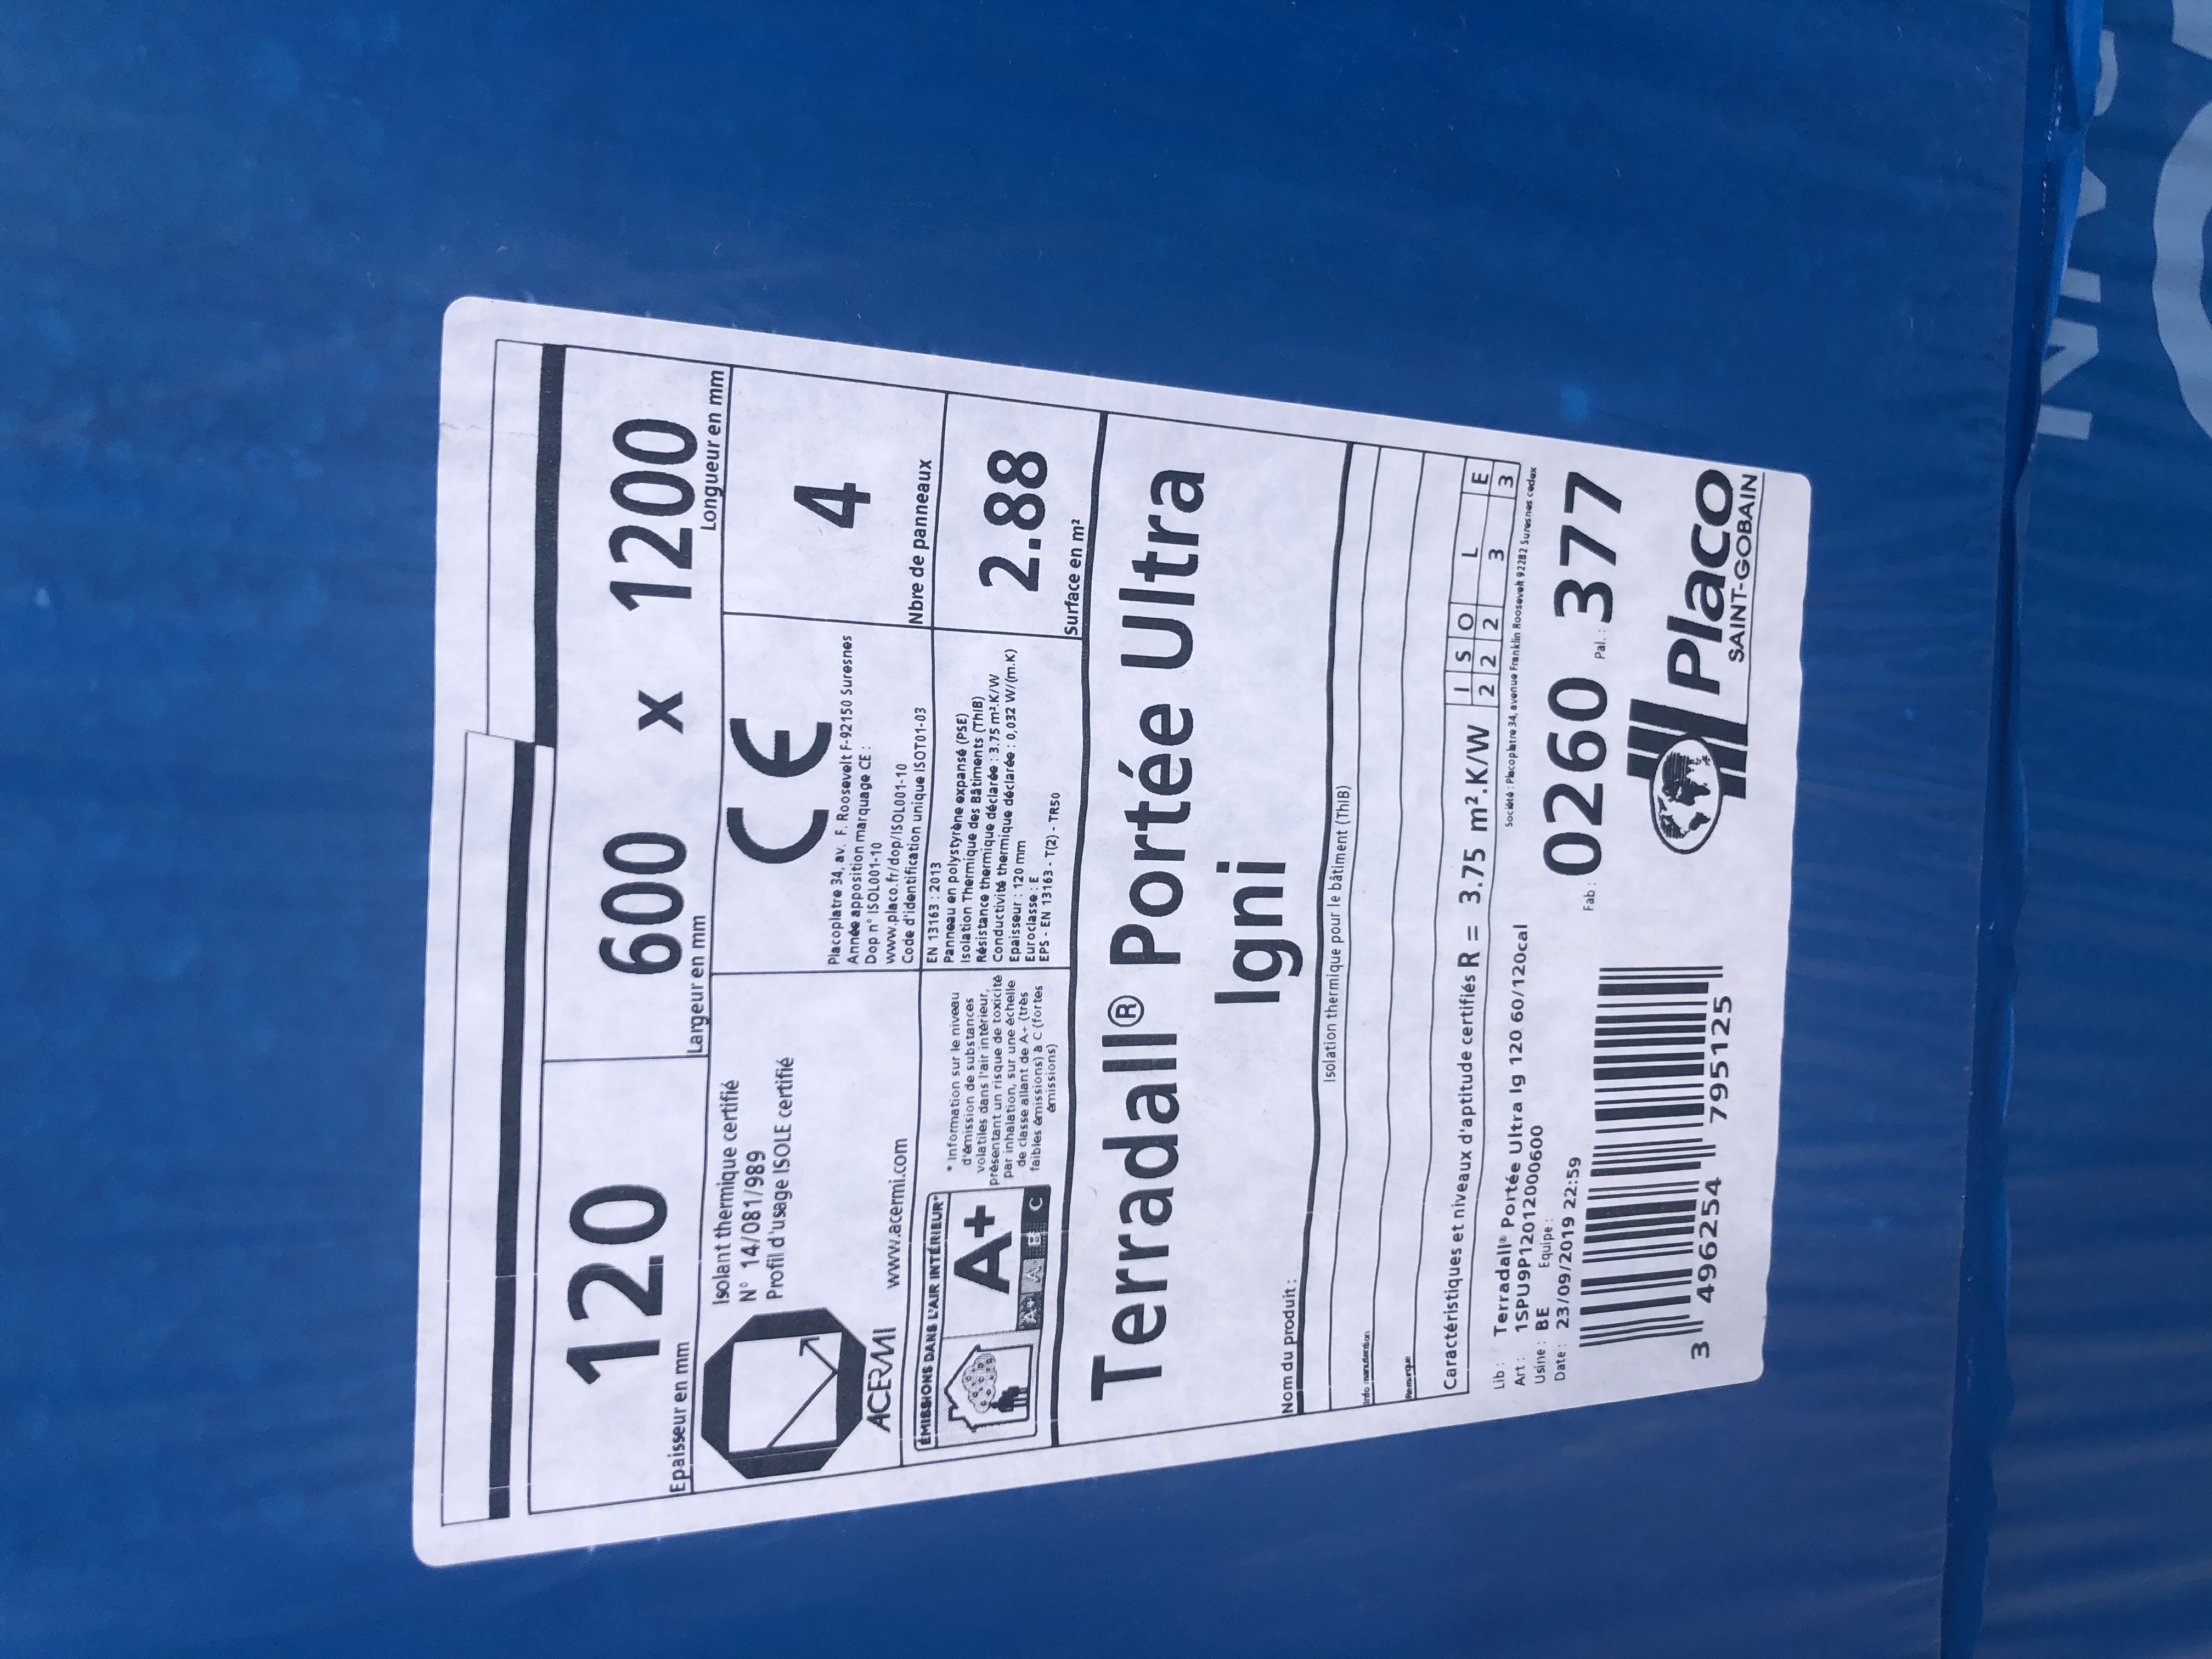 120
Epaisseur en mm
600 x 1200
Largeur en mm
Longueur en mm
ACERMI
Isolant thermique certifié
N° 14/081/989
Profil d'usage ISOLE certifié
www.acermi.com
CE
Placoplatre 34, av. F. Roosevelt F-92150 Suresnes
Année apposition marquage CE :
Dop n° ISOL001-10
www.placo.fr/dop/ISOL001-10
Code d'identification unique ISOT01-03
4
Nbre de panneaux
ÉMISSIONS DANS L'AIR INTÉRIEUR*
A+
A+ A B C
* Information sur le niveau
d'émission de substances
volatiles dans l'air intérieur,
présentant un risque de toxicité
par inhalation, sur une échelle
de classe allant de A+ (très
faibles émissions) à C (fortes
émissions)
EN 13163 : 2013
Panneau en polystyrène expansé (PSE)
Isolation Thermique des Bâtiments (ThIB)
Résistance thermique déclarée : 3.75 m².K/W
Conductivité thermique déclarée : 0,032 W/(m.K)
Epaisseur : 120 mm
Euroclasse : E
EPS - EN 13163 - T(2) - TR50
2.88
Surface en m²
Terradall® Portée Ultra
Igni
Nom du produit :
Isolation thermique pour le bâtiment (ThIB)
Info manutention
Remarque
Caractéristiques et niveaux d'aptitude certifiés R = 3.75 m².K/W
I S O L E
2 2 2 3 3
Société : Placoplatre 34, avenue Franklin Roosevelt 92282 Suresnes cedex
Lib : Terradall® Portée Ultra Ig 120 60/120cal
Art : 1SPU9P1201200600
Usine : BE Equipe :
Date : 23/09/2019 22:59
Fab : 0260 Pal. : 377
3 496254 795125
Placo
SAINT-GOBAIN